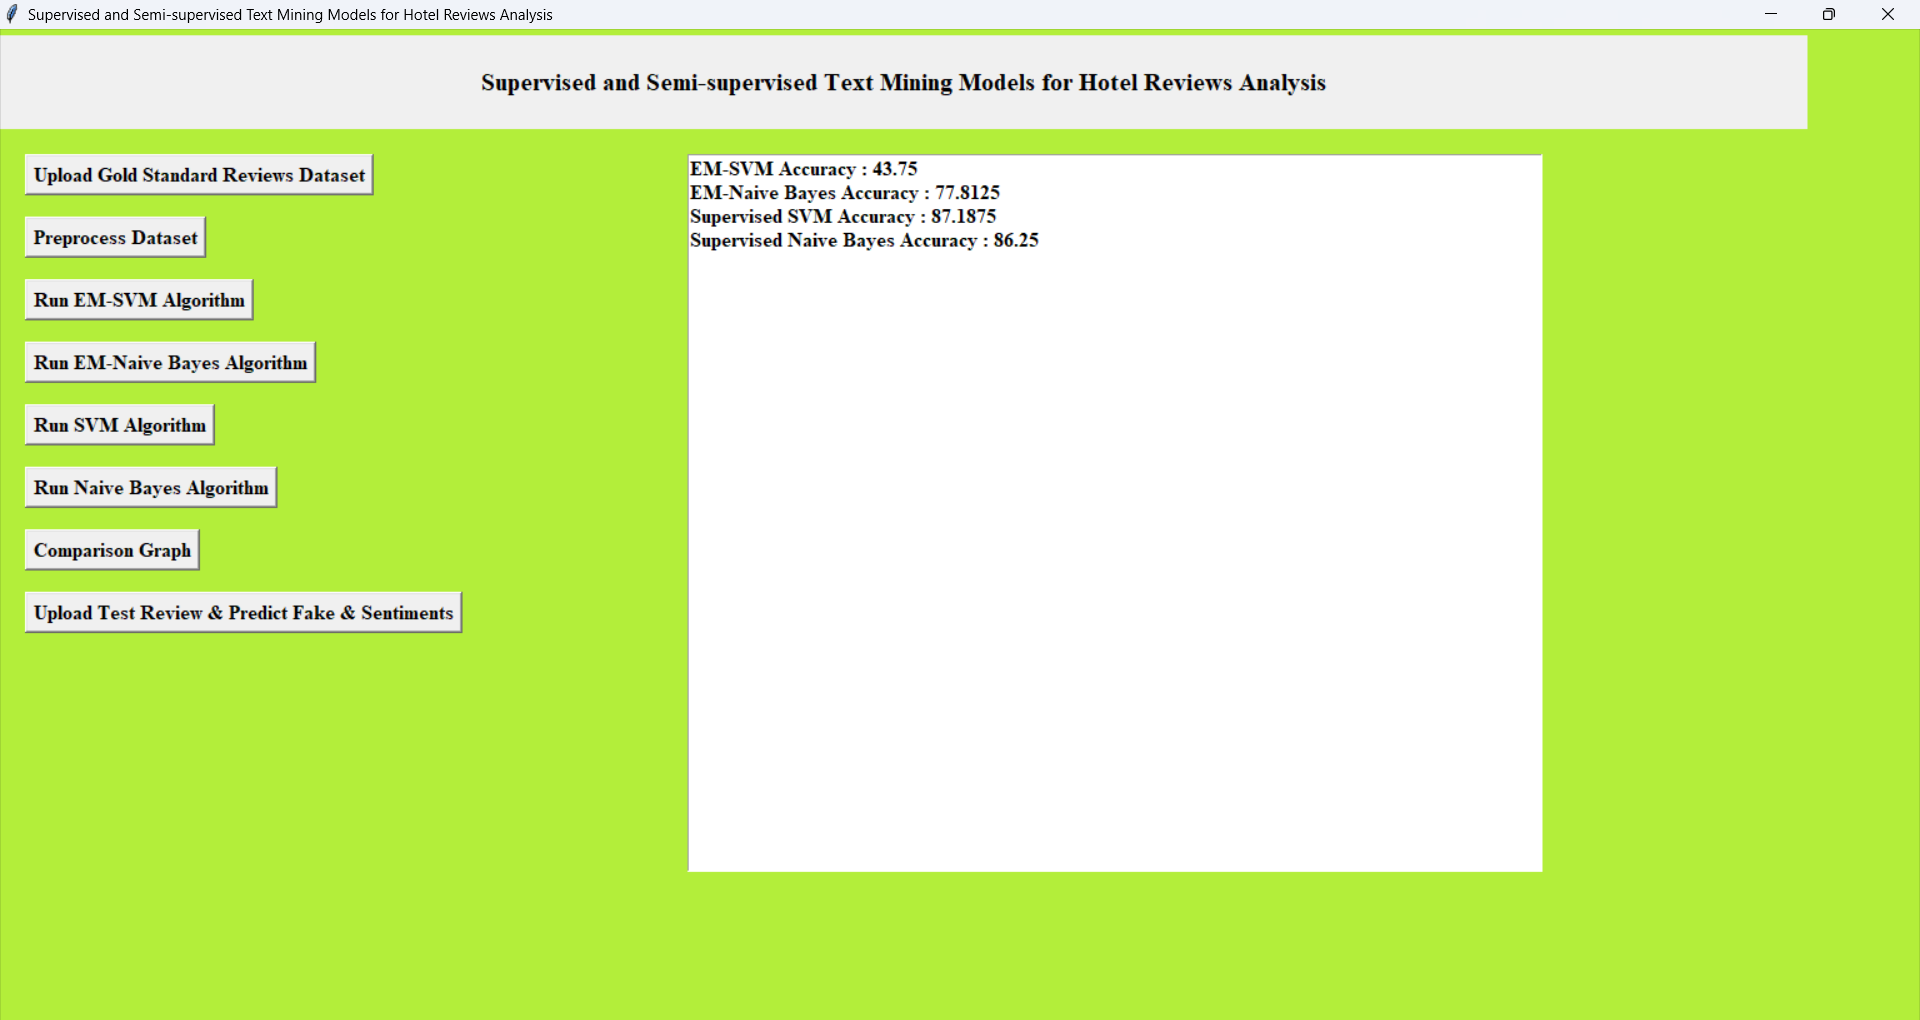 Supervised and Semi-supervised Text Mining Models for Hotel Reviews Analysis
Supervised and Semi-supervised Text Mining Models for Hotel Reviews Analysis
Upload Gold Standard Reviews Dataset
Preprocess Dataset
Run EM-SVM Algorithm
Run EM-Naive Bayes Algorithm
Run SVM Algorithm
Run Naive Bayes Algorithm
Comparison Graph
Upload Test Review & Predict Fake & Sentiments
EM-SVM Accuracy : 43.75
EM-Naive Bayes Accuracy : 77.8125
Supervised SVM Accuracy : 87.1875
Supervised Naive Bayes Accuracy : 86.25